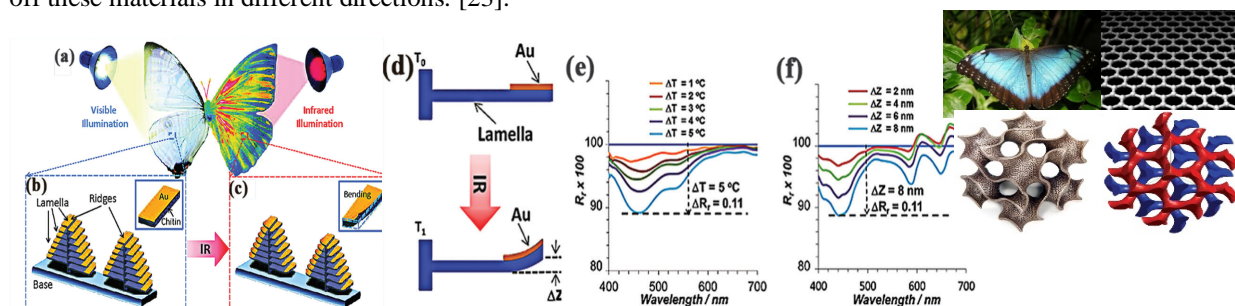 off these materials in different directions. [23].
(a)
Visible
Illumination
Infrared
Illumination
(b)
Lamella
Ridges
Au
Chitin
Base
IR
(c)
Bending
(d)
T0
Au
Lamella
IR
Au
T1
ΔZ
(e)
ΔT = 1 ºC
ΔT = 2 ºC
ΔT = 3 ºC
ΔT = 4 ºC
ΔT = 5 ºC
100
90
80
Rr x 100
ΔT = 5 ºC
ΔRr = 0.11
400 500 600 700
Wavelength / nm
(f)
ΔZ = 2 nm
ΔZ = 4 nm
ΔZ = 6 nm
ΔZ = 8 nm
100
90
80
Rr x 100
ΔZ = 8 nm
ΔRr = 0.11
400 500 600 700
Wavelength / nm